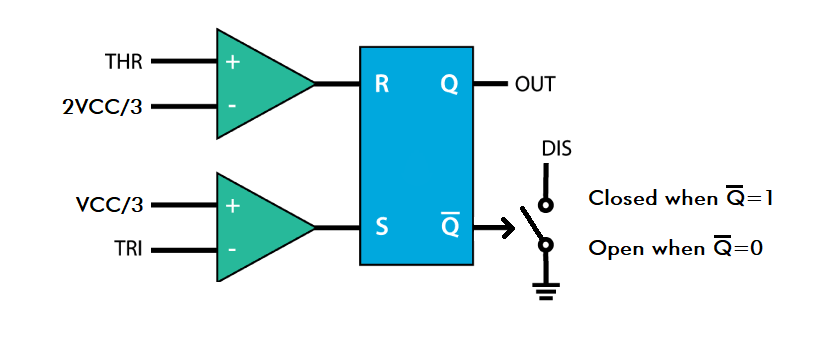 THR
+
2VCC/3
-
R
Q
OUT
DIS
VCC/3
+
TRI
-
S
Q̅
Closed when Q̅=1
Open when Q̅=0